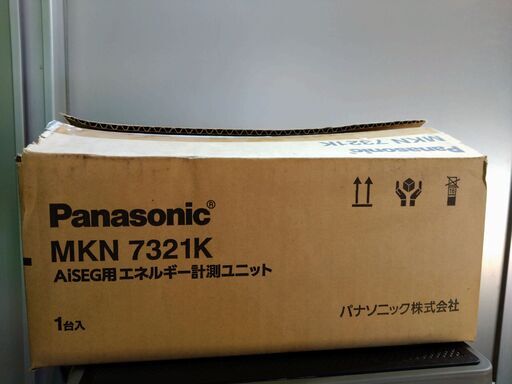 Panasonic
MKN 7321K
Panasonic®
MKN 7321K
AiSEG用エネルギー計測ユニット
1台入
パナソニック株式会社